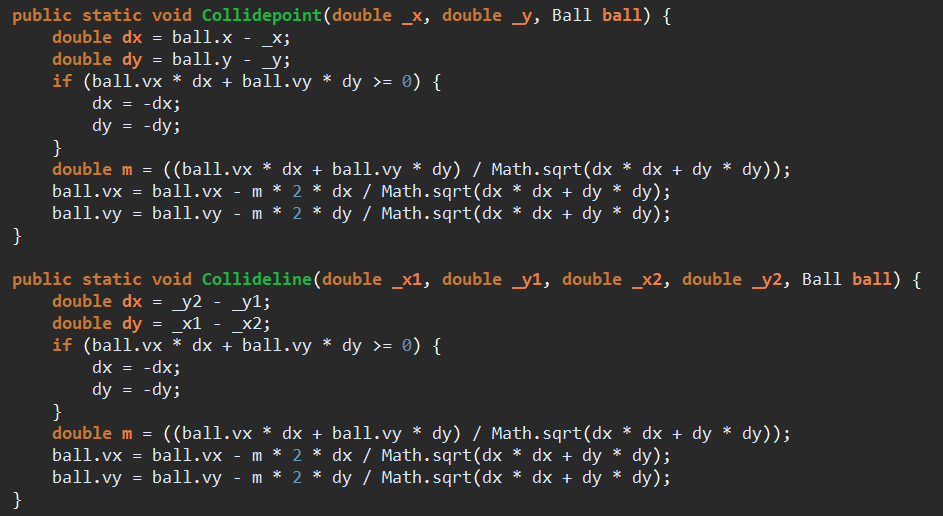 public static void Collidepoint(double _x, double _y, Ball ball) {
    double dx = ball.x - _x;
    double dy = ball.y - _y;
    if (ball.vx * dx + ball.vy * dy >= 0) {
        dx = -dx;
        dy = -dy;
    }
    double m = ((ball.vx * dx + ball.vy * dy) / Math.sqrt(dx * dx + dy * dy));
    ball.vx = ball.vx - m * 2 * dx / Math.sqrt(dx * dx + dy * dy);
    ball.vy = ball.vy - m * 2 * dy / Math.sqrt(dx * dx + dy * dy);
}

public static void Collideline(double _x1, double _y1, double _x2, double _y2, Ball ball) {
    double dx = _y2 - _y1;
    double dy = _x1 - _x2;
    if (ball.vx * dx + ball.vy * dy >= 0) {
        dx = -dx;
        dy = -dy;
    }
    double m = ((ball.vx * dx + ball.vy * dy) / Math.sqrt(dx * dx + dy * dy));
    ball.vx = ball.vx - m * 2 * dx / Math.sqrt(dx * dx + dy * dy);
    ball.vy = ball.vy - m * 2 * dy / Math.sqrt(dx * dx + dy * dy);
}